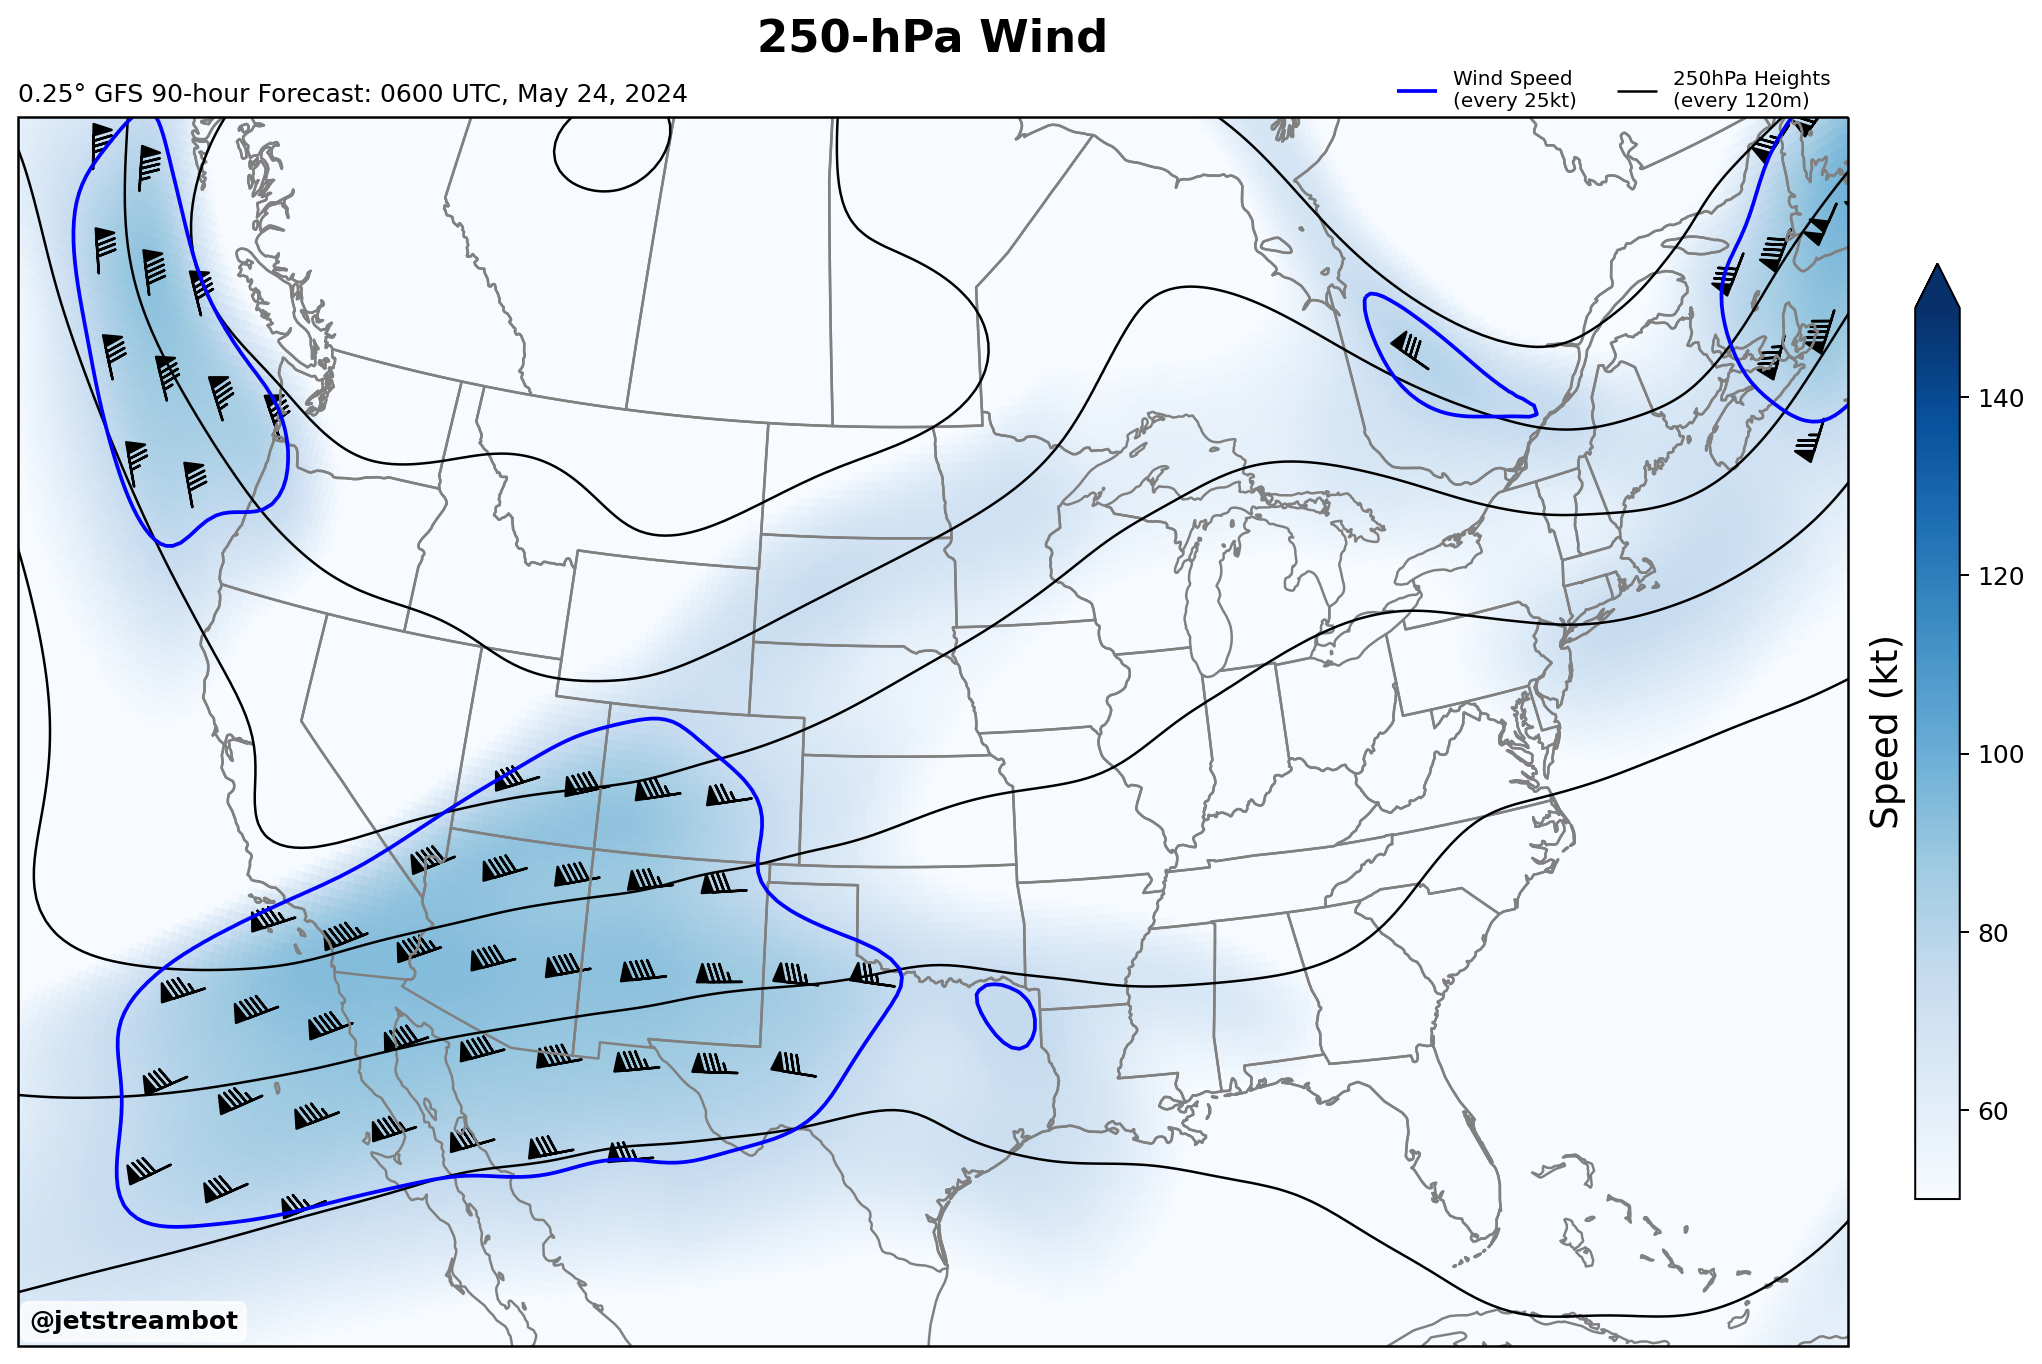 250-hPa Wind
0.25° GFS 90-hour Forecast: 0600 UTC, May 24, 2024
Wind Speed
(every 25kt)
250hPa Heights
(every 120m)
140
120
100
80
60
Speed (kt)
@jetstreambot